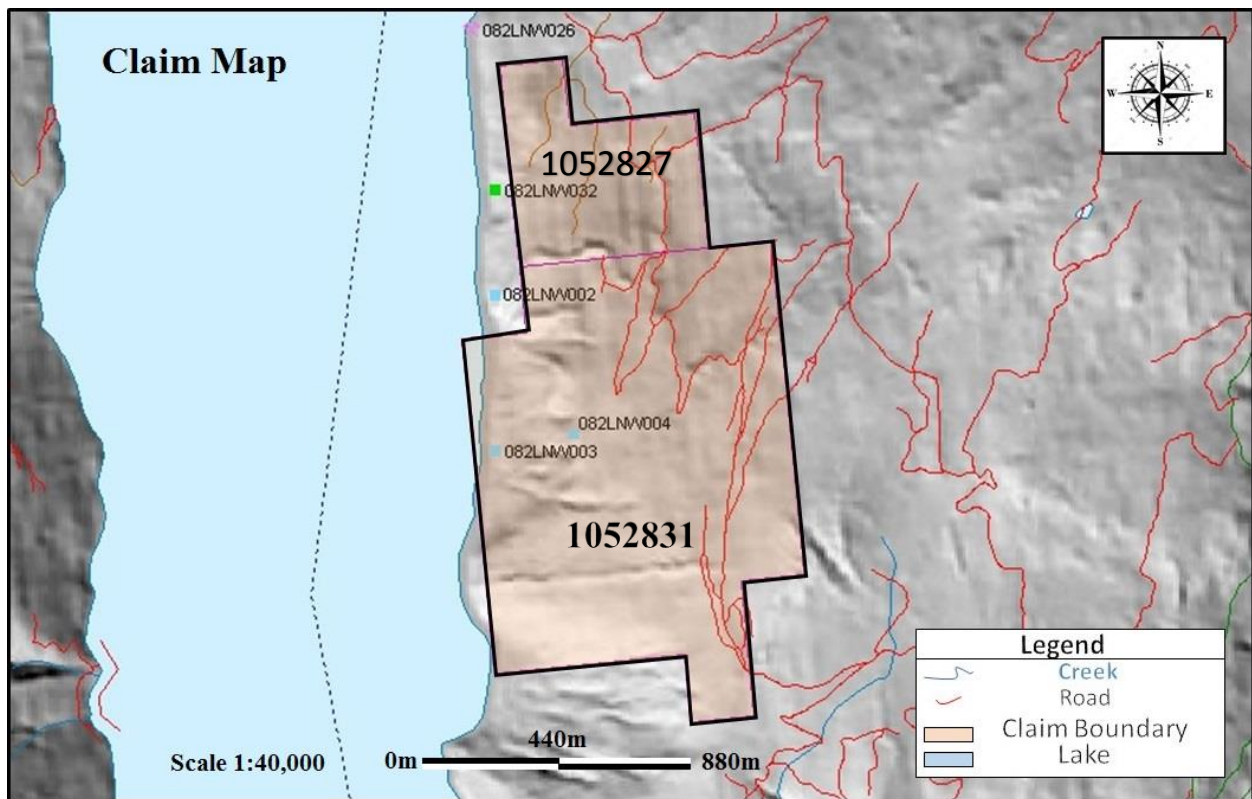 082LNW026
Claim Map
N
W E
S
1052827
082LNW032
082LNW002
082LNW004
082LNW003
1052831
Legend
Creek
Road
Claim Boundary
Lake
440m
Scale 1:40,000 0m 880m